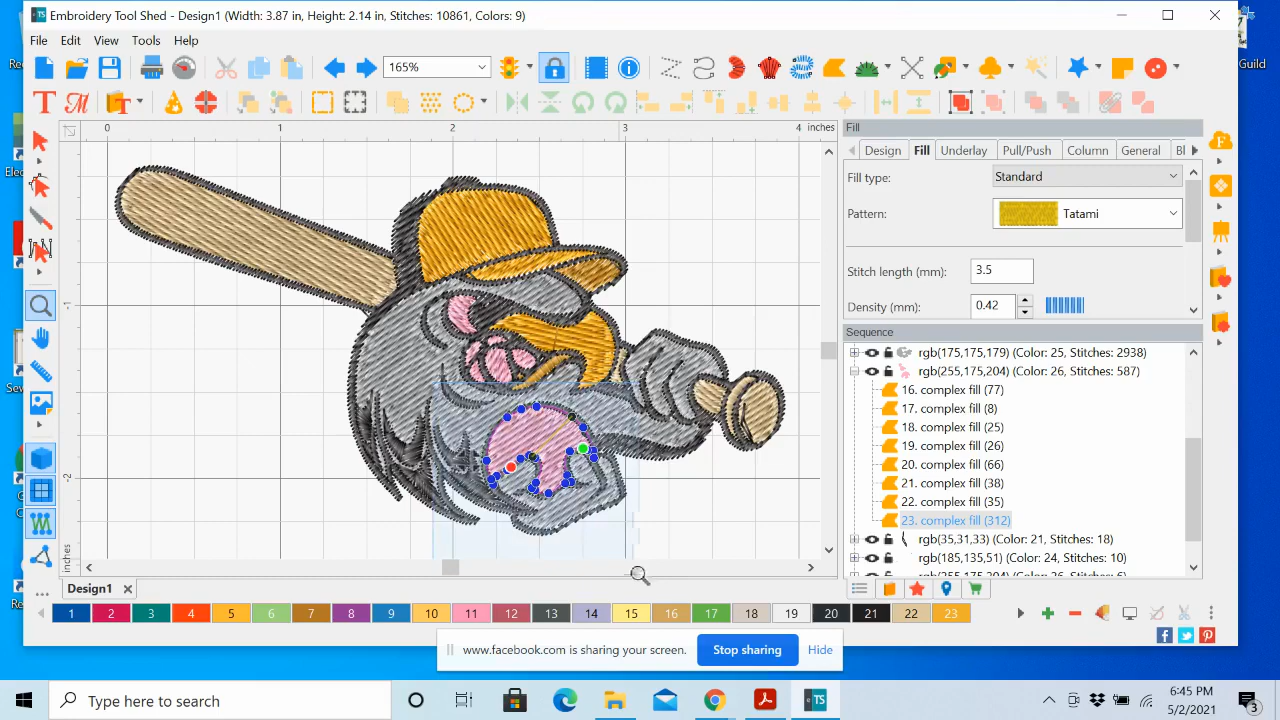 Embroidery Tool Shed - Design1 (Width: 3.87 in, Height: 2.14 in, Stitches: 10861, Colors: 9)
File Edit View Tools Help
165%
Guild
0 1 2 3 4 inches
Fill
Design Fill Underlay Pull/Push Column General Bl
Fill type: Standard
Pattern: Tatami
Stitch length (mm): 3.5
Density (mm): 0.42
Sequence
rgb(175,175,179) (Color: 25, Stitches: 2938)
rgb(255,175,204) (Color: 26, Stitches: 587)
16. complex fill (77)
17. complex fill (8)
18. complex fill (25)
19. complex fill (26)
20. complex fill (66)
21. complex fill (38)
22. complex fill (35)
23. complex fill (312)
rgb(35,31,33) (Color: 21, Stitches: 18)
rgb(185,135,51) (Color: 24, Stitches: 10)
-1
-2
inches
Design1
1 2 3 4 5 6 7 8 9 10 11 12 13 14 15 16 17 18 19 20 21 22 23
www.facebook.com is sharing your screen. Stop sharing Hide
Type here to search
6:45 PM
5/2/2021
3